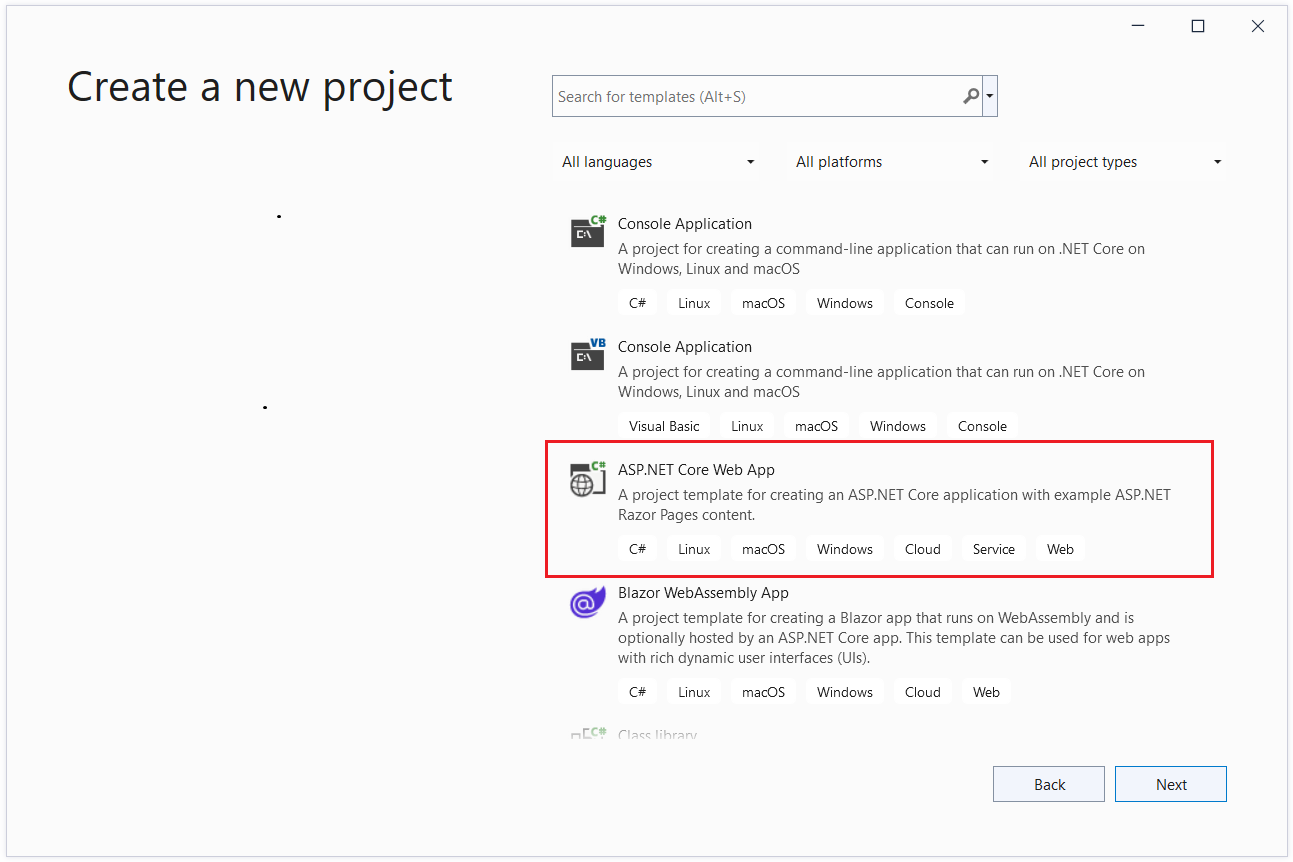 Create a new project
Search for templates (Alt+S)
All languages
All platforms
All project types
C#
C:\
Console Application
A project for creating a command-line application that can run on .NET Core on
Windows, Linux and macOS
C# Linux macOS Windows Console
VB
C:\
Console Application
A project for creating a command-line application that can run on .NET Core on
Windows, Linux and macOS
Visual Basic Linux macOS Windows Console
C#
ASP.NET Core Web App
A project template for creating an ASP.NET Core application with example ASP.NET
Razor Pages content.
C# Linux macOS Windows Cloud Service Web
@
Blazor WebAssembly App
A project template for creating a Blazor app that runs on WebAssembly and is
optionally hosted by an ASP.NET Core app. This template can be used for web apps
with rich dynamic user interfaces (UIs).
C# Linux macOS Windows Cloud Web
C#
Class library
Back
Next